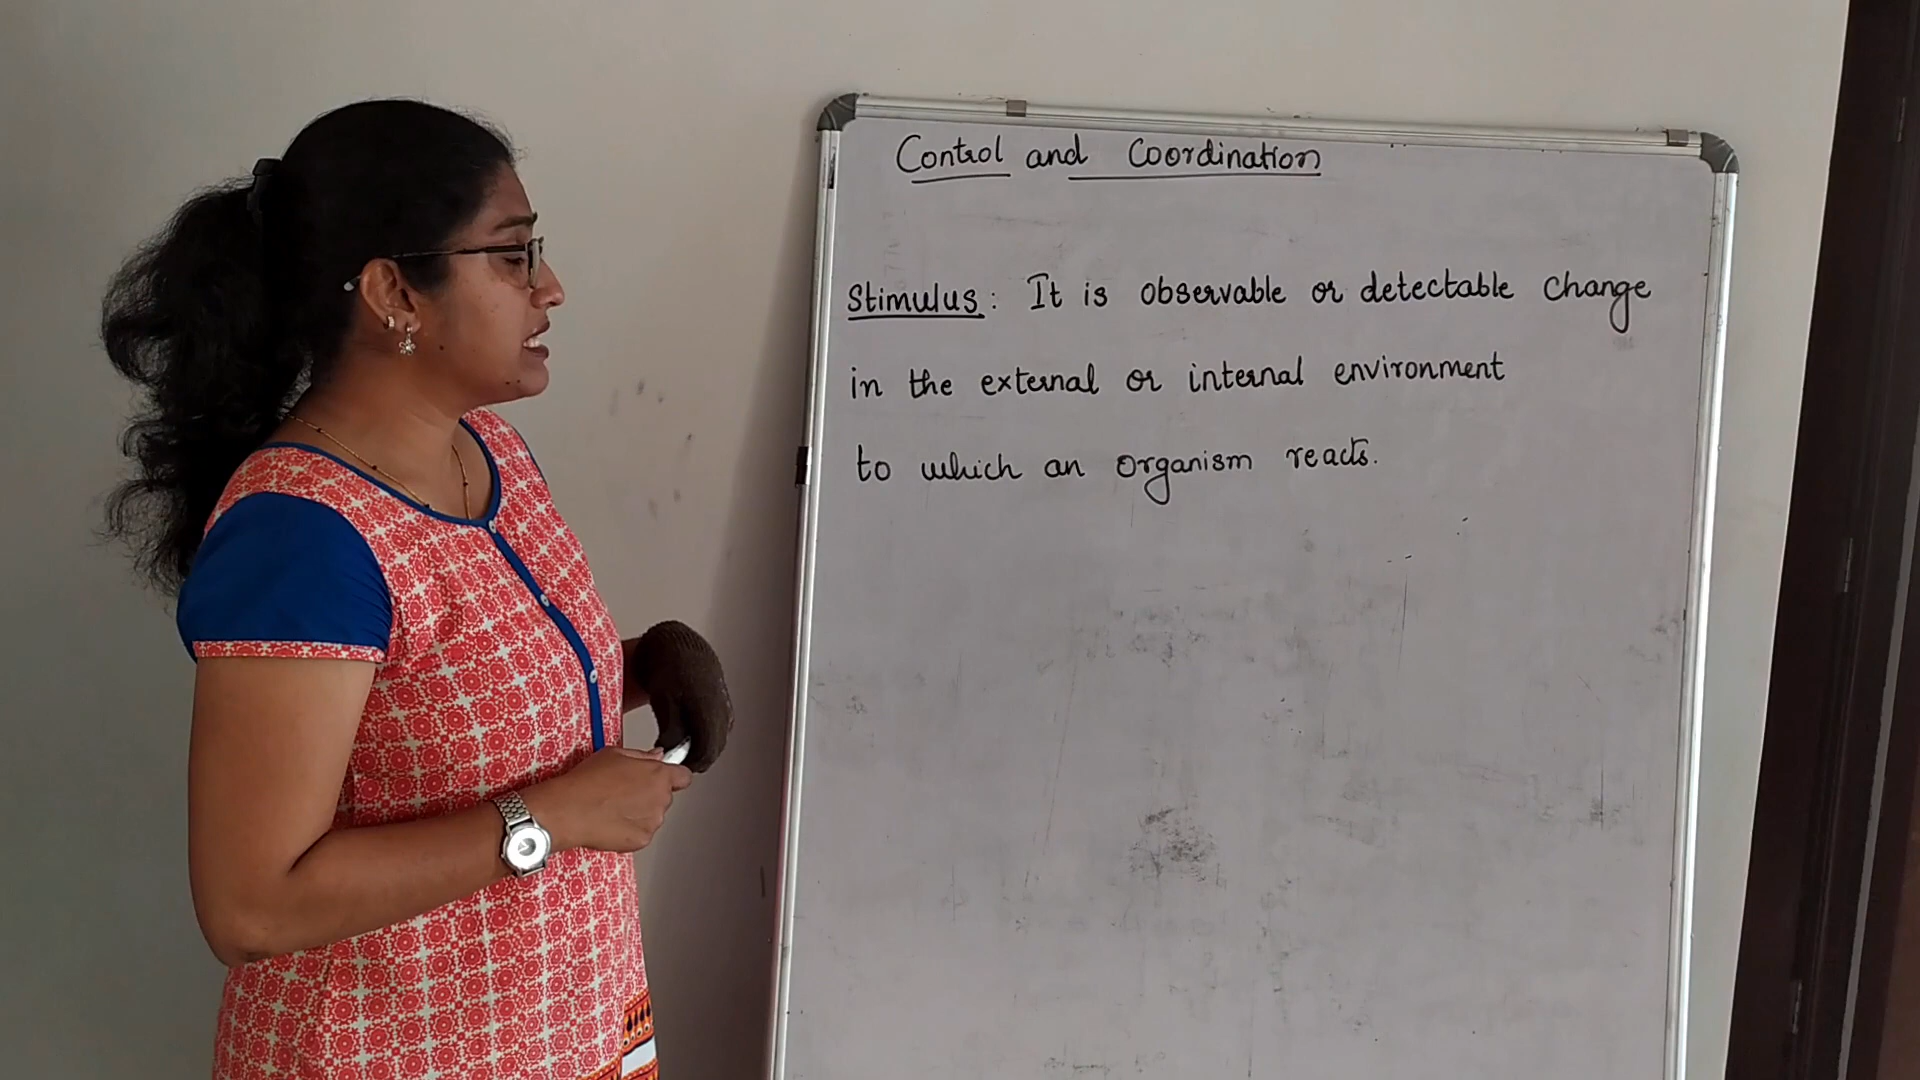 Control and Coordination
Stimulus: It is observable or detectable change
in the external or internal environment
to which an organism reacts.